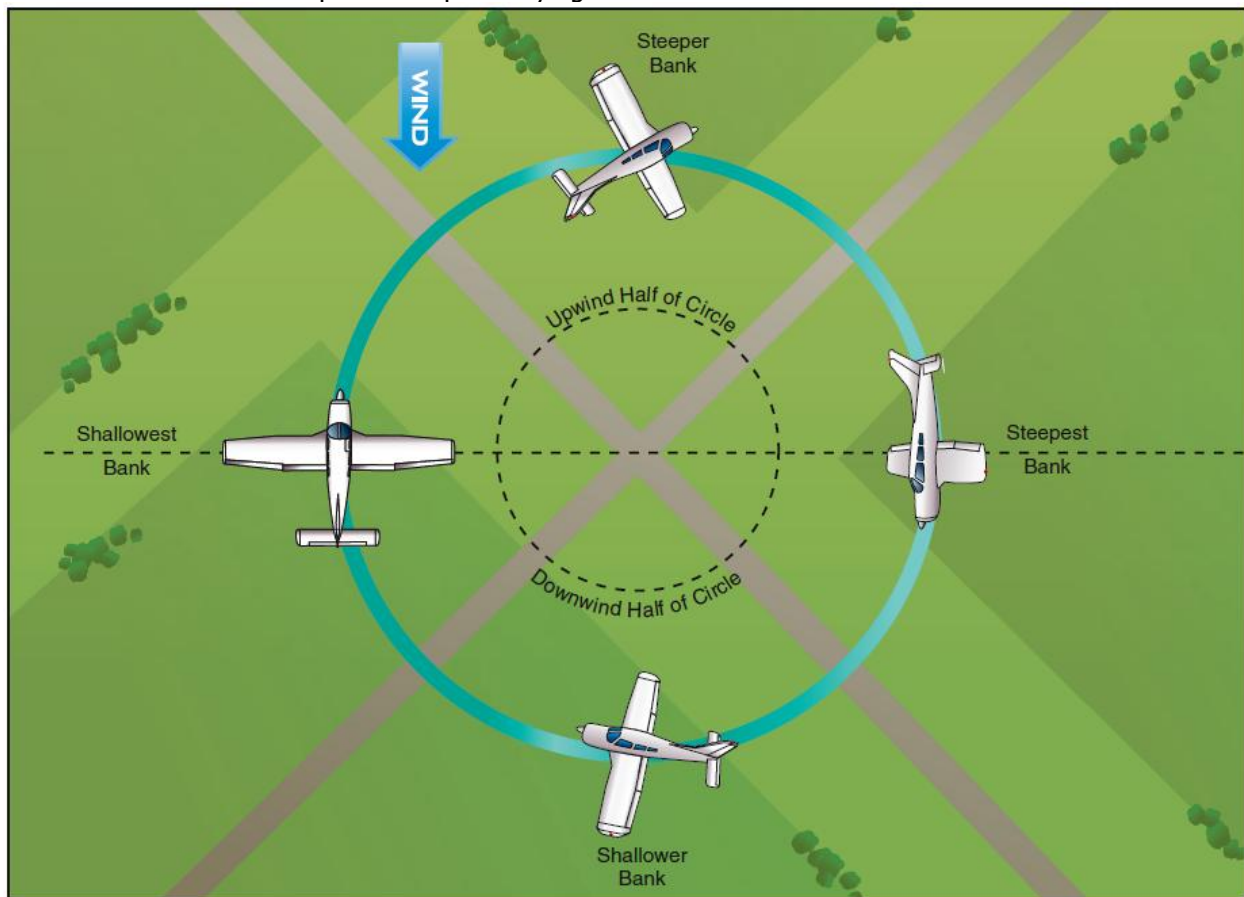 Steeper
Bank
WIND
Upwind Half of Circle
Shallowest
Bank
Steepest
Bank
Downwind Half of Circle
Shallower
Bank